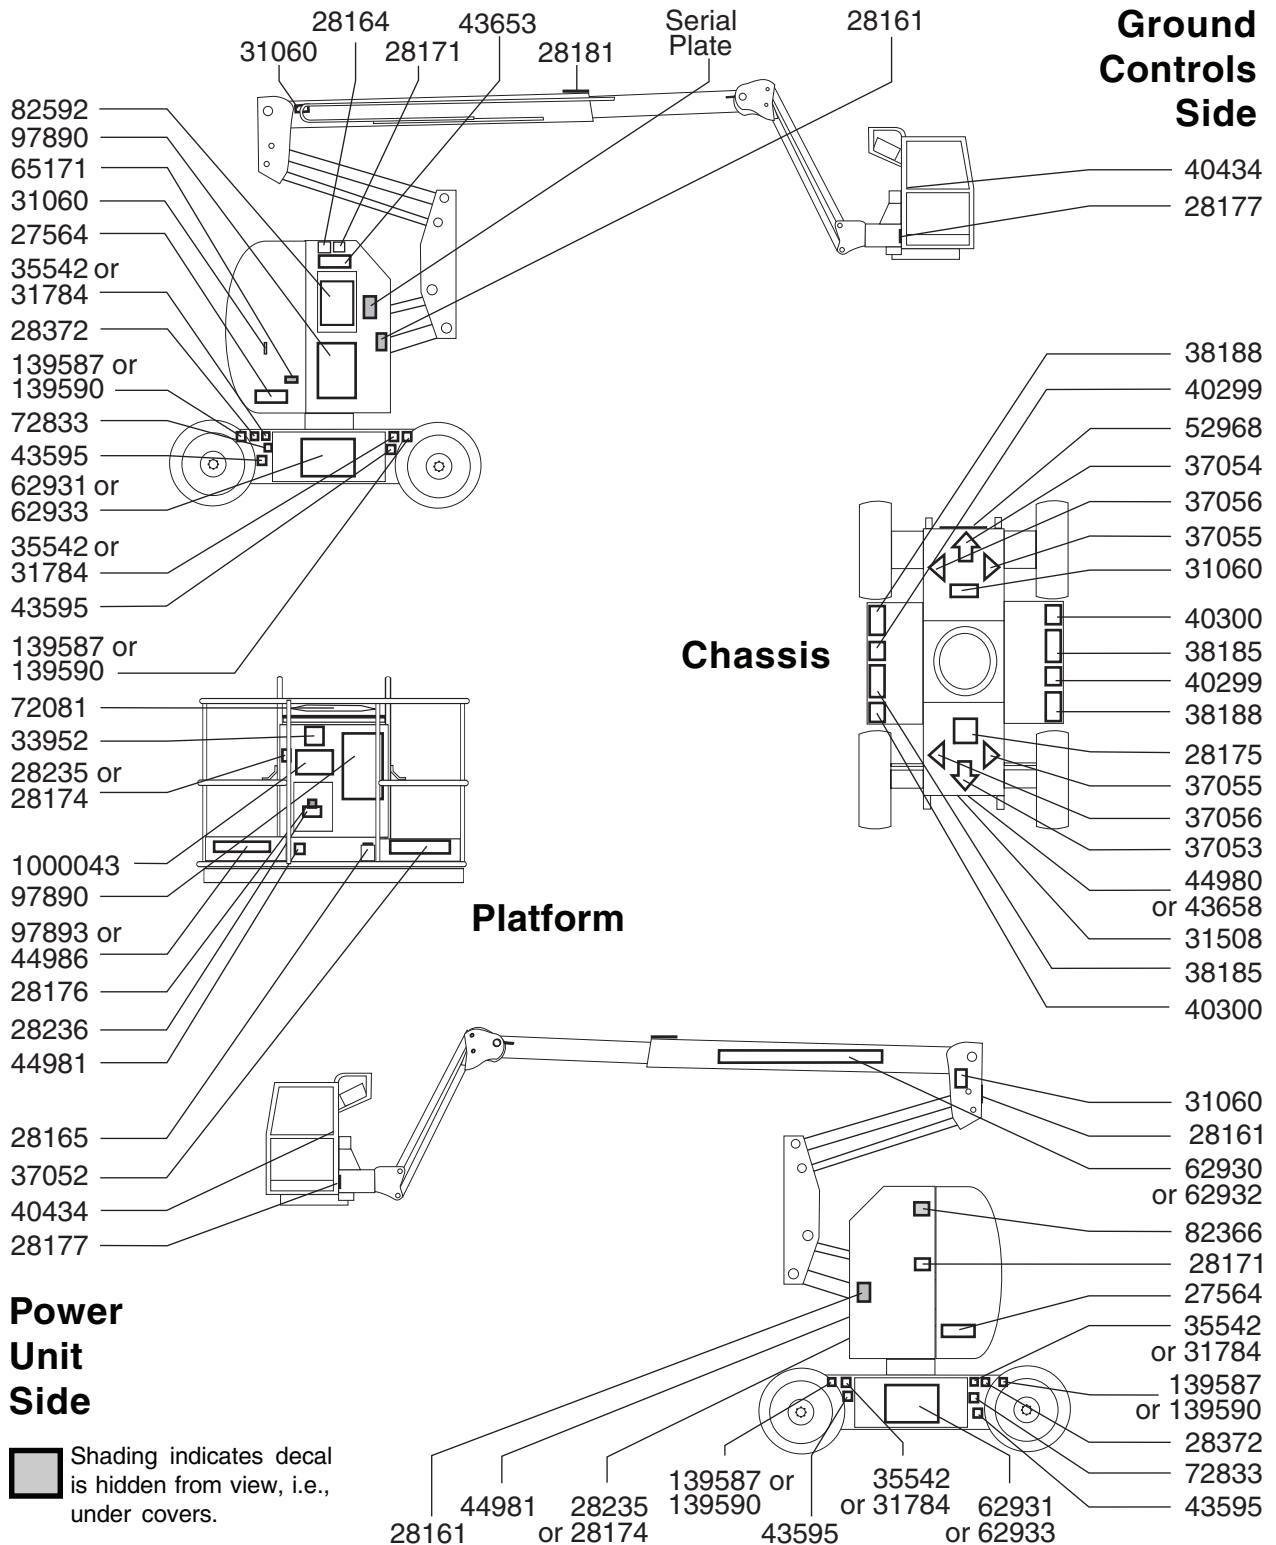 28164
43653
Serial
Plate
28161
Ground
Controls
Side
31060
28171
28181
82592
97890
65171
31060
27564
35542 or
31784
28372
139587 or
139590
72833
43595
62931 or
62933
35542 or
31784
43595
139587 or
139590
40434
28177
38188
40299
52968
37054
37056
37055
31060
40300
38185
40299
38188
28175
37055
37056
37053
44980
or 43658
31508
38185
40300
Chassis
72081
33952
28235 or
28174
1000043
97890
97893 or
44986
28176
28236
44981
28165
37052
40434
28177
Platform
31060
28161
62930
or 62932
82366
28171
27564
35542
or 31784
139587
or 139590
28372
72833
43595
Power
Unit
Side
Shading indicates decal
is hidden from view, i.e.,
under covers.
28161
44981
28235
or 28174
139587 or
139590
43595
35542
or 31784
62931
or 62933